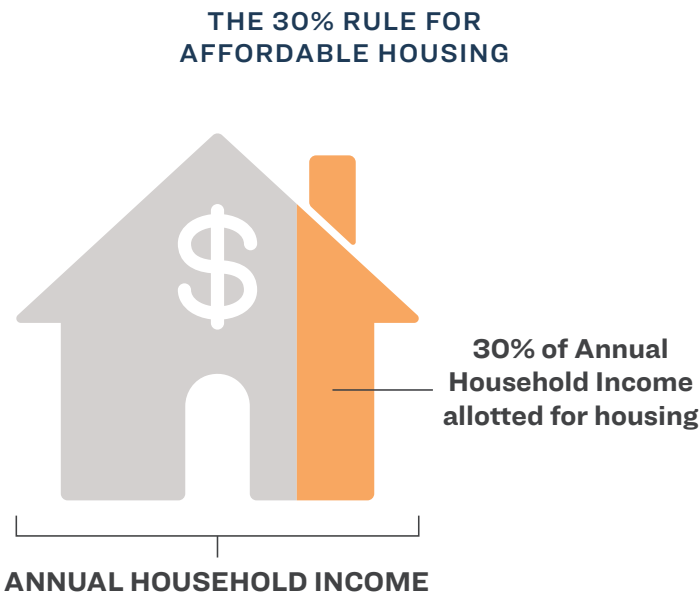 THE 30% RULE FOR
AFFORDABLE HOUSING
$
30% of Annual
Household Income
allotted for housing
ANNUAL HOUSEHOLD INCOME